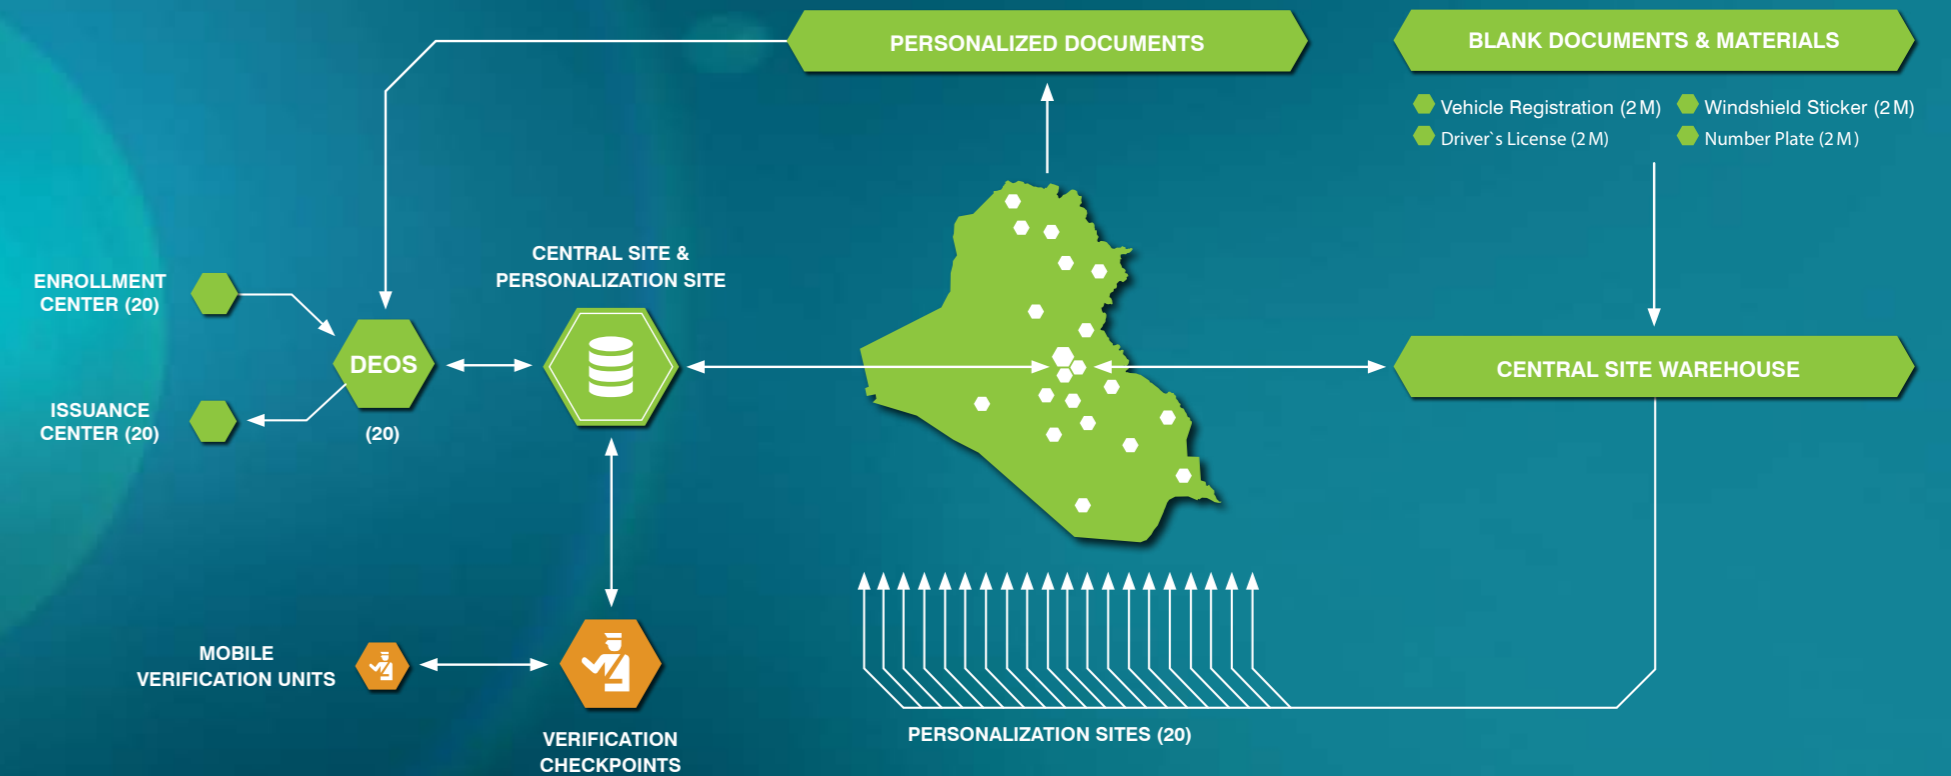 PERSONALIZED DOCUMENTS
BLANK DOCUMENTS & MATERIALS
Vehicle Registration (2 M)
Windshield Sticker (2 M)
Driver`s License (2 M)
Number Plate (2 M)
CENTRAL SITE &
PERSONALIZATION SITE
ENROLLMENT
CENTER (20)
DEOS
(20)
ISSUANCE
CENTER (20)
CENTRAL SITE WAREHOUSE
MOBILE
VERIFICATION UNITS
VERIFICATION
CHECKPOINTS
PERSONALIZATION SITES (20)